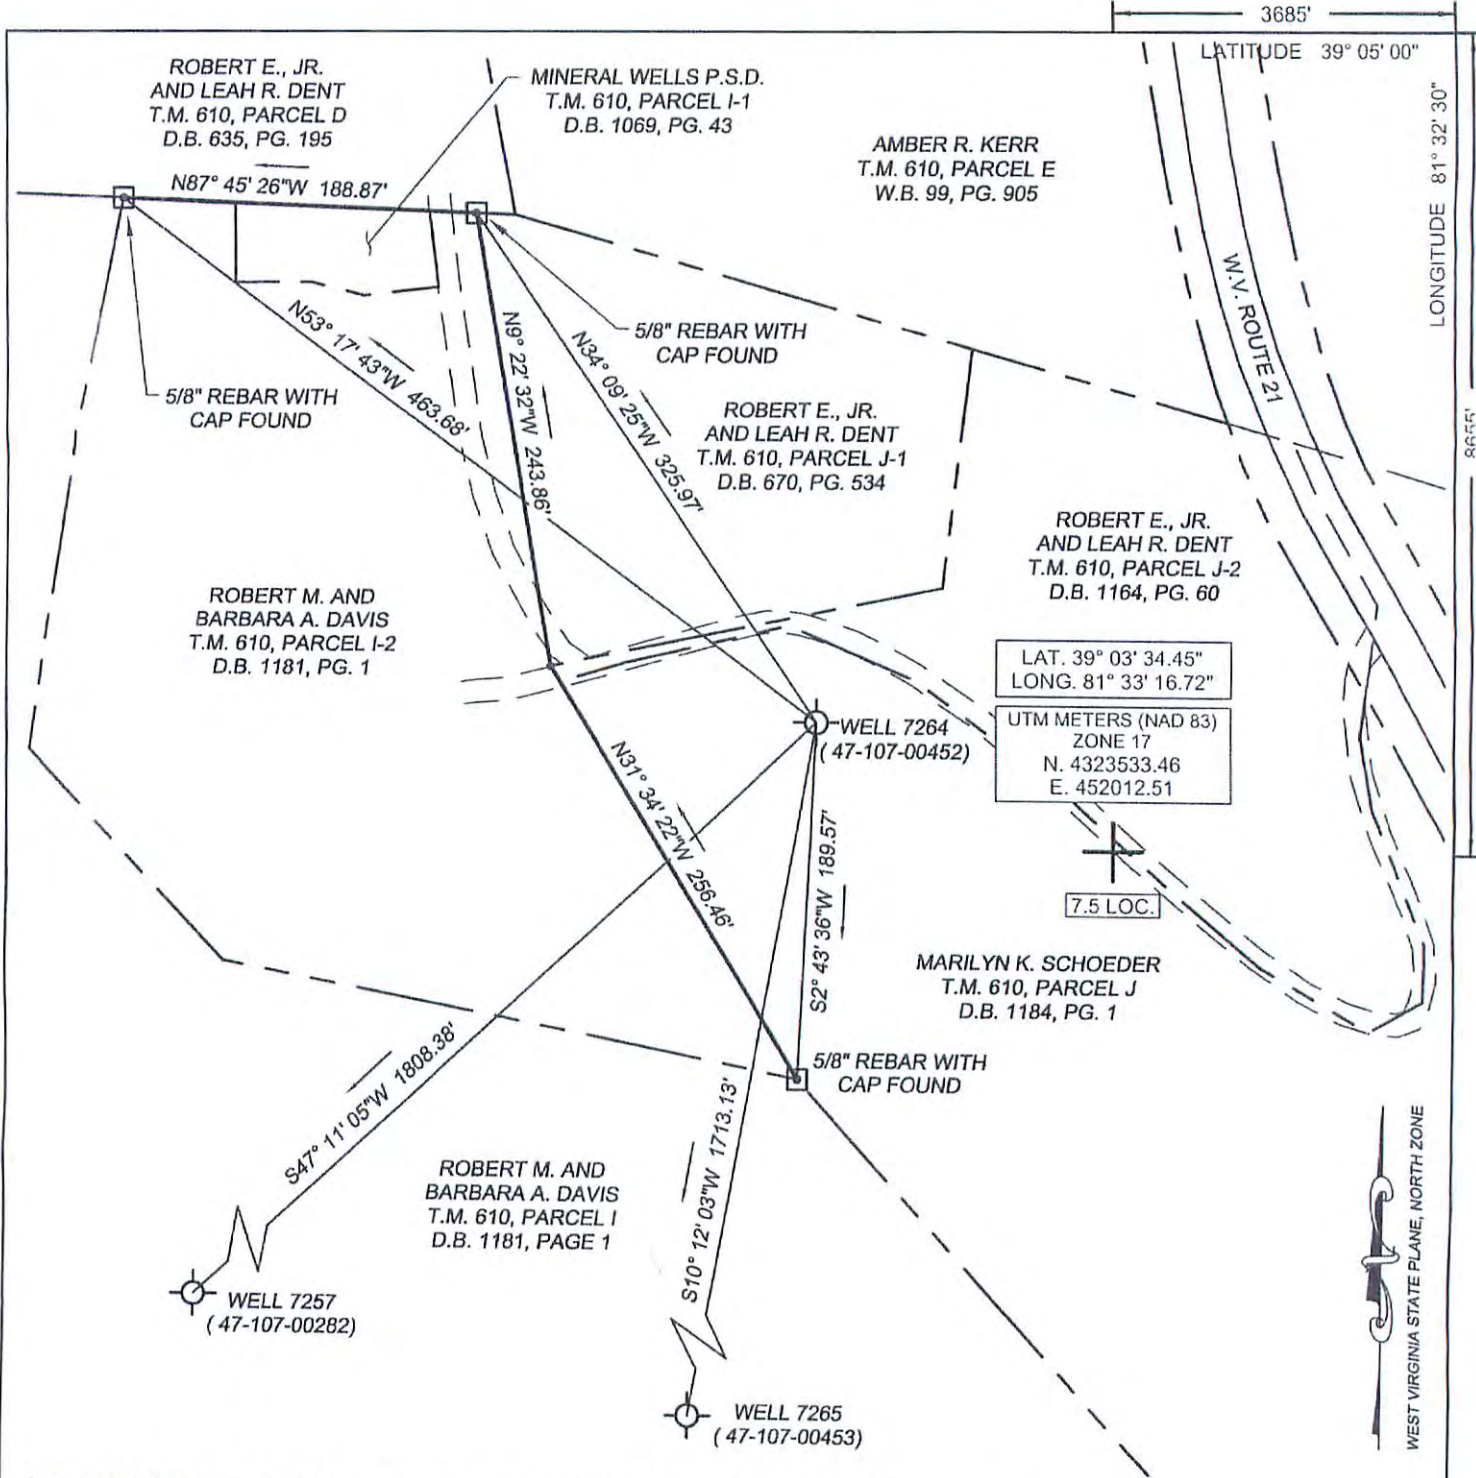 3685'
LATITUDE 39° 05' 00"
LONGITUDE 81° 32' 30"
8655'
ROBERT E., JR.
AND LEAH R. DENT
T.M. 610, PARCEL D
D.B. 635, PG. 195
MINERAL WELLS P.S.D.
T.M. 610, PARCEL I-1
D.B. 1069, PG. 43
AMBER R. KERR
T.M. 610, PARCEL E
W.B. 99, PG. 905
N87° 45' 26"W 188.87'
W.V. ROUTE 21
5/8" REBAR WITH
CAP FOUND
5/8" REBAR WITH
CAP FOUND
N53° 17' 43"W 463.68'
N9° 22' 32"W 243.86'
N34° 09' 25"W 325.97'
ROBERT E., JR.
AND LEAH R. DENT
T.M. 610, PARCEL J-1
D.B. 670, PG. 534
ROBERT E., JR.
AND LEAH R. DENT
T.M. 610, PARCEL J-2
D.B. 1164, PG. 60
ROBERT M. AND
BARBARA A. DAVIS
T.M. 610, PARCEL I-2
D.B. 1181, PG. 1
LAT. 39° 03' 34.45"
LONG. 81° 33' 16.72"
UTM METERS (NAD 83)
ZONE 17
N. 4323533.46
E. 452012.51
WELL 7264
( 47-107-00452)
N31° 34' 22"W 256.46'
S2° 43' 36"W 189.57'
7.5 LOC.
MARILYN K. SCHOEDER
T.M. 610, PARCEL J
D.B. 1184, PG. 1
5/8" REBAR WITH
CAP FOUND
S47° 11' 05"W 1808.38'
S10° 12' 03"W 1713.13'
ROBERT M. AND
BARBARA A. DAVIS
T.M. 610, PARCEL I
D.B. 1181, PAGE 1
WELL 7257
( 47-107-00282)
WELL 7265
( 47-107-00453)
WEST VIRGINIA STATE PLANE, NORTH ZONE